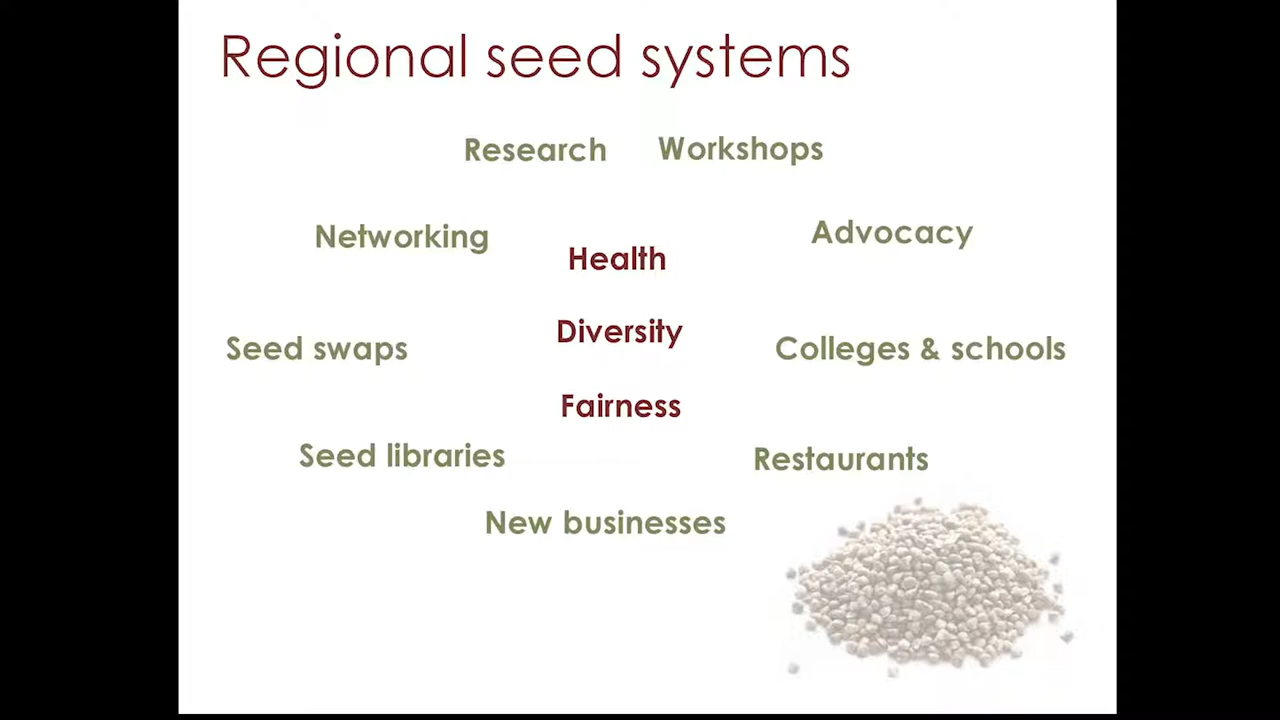 Regional seed systems
Research Workshops
Networking
Advocacy
Health
Diversity
Seed swaps
Colleges & schools
Fairness
Seed libraries
Restaurants
New businesses